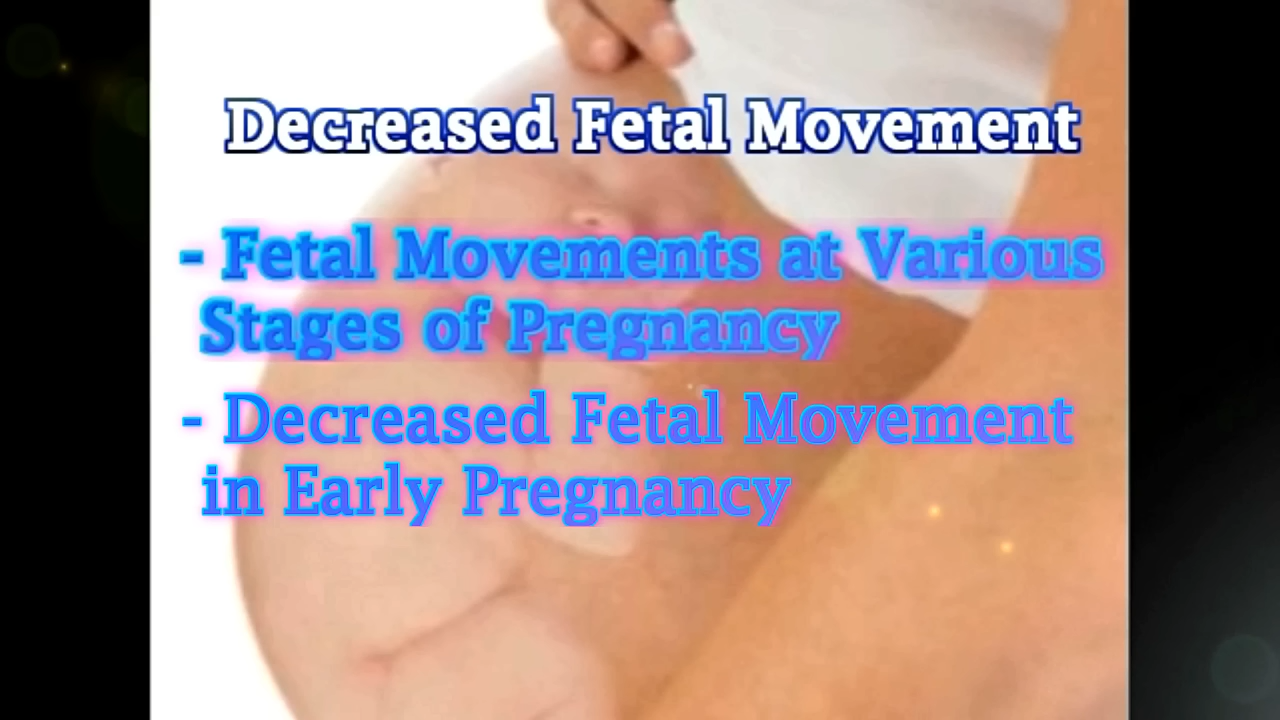 Decreased Fetal Movement
- Fetal Movements at Various
Stages of Pregnancy
- Decreased Fetal Movement
in Early Pregnancy